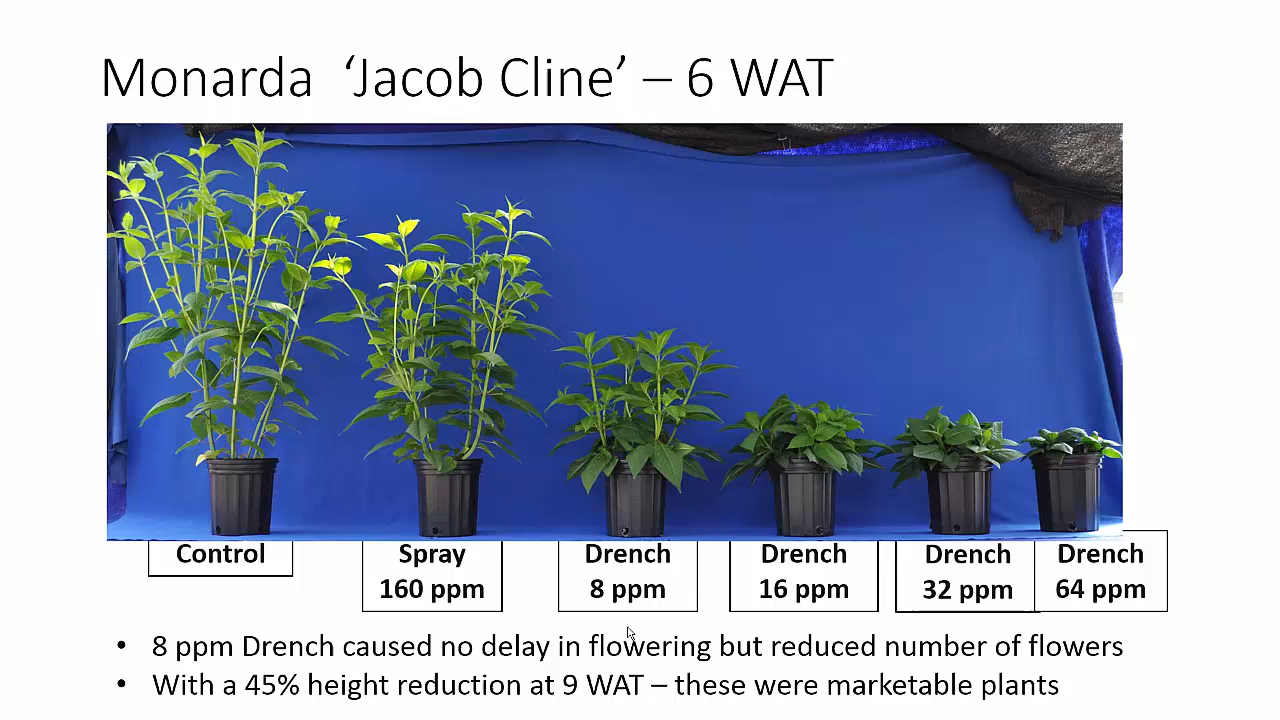 Monarda ‘Jacob Cline’ – 6 WAT
Control
Spray
160 ppm
Drench
8 ppm
Drench
16 ppm
Drench
32 ppm
Drench
64 ppm
• 8 ppm Drench caused no delay in flowering but reduced number of flowers
• With a 45% height reduction at 9 WAT – these were marketable plants